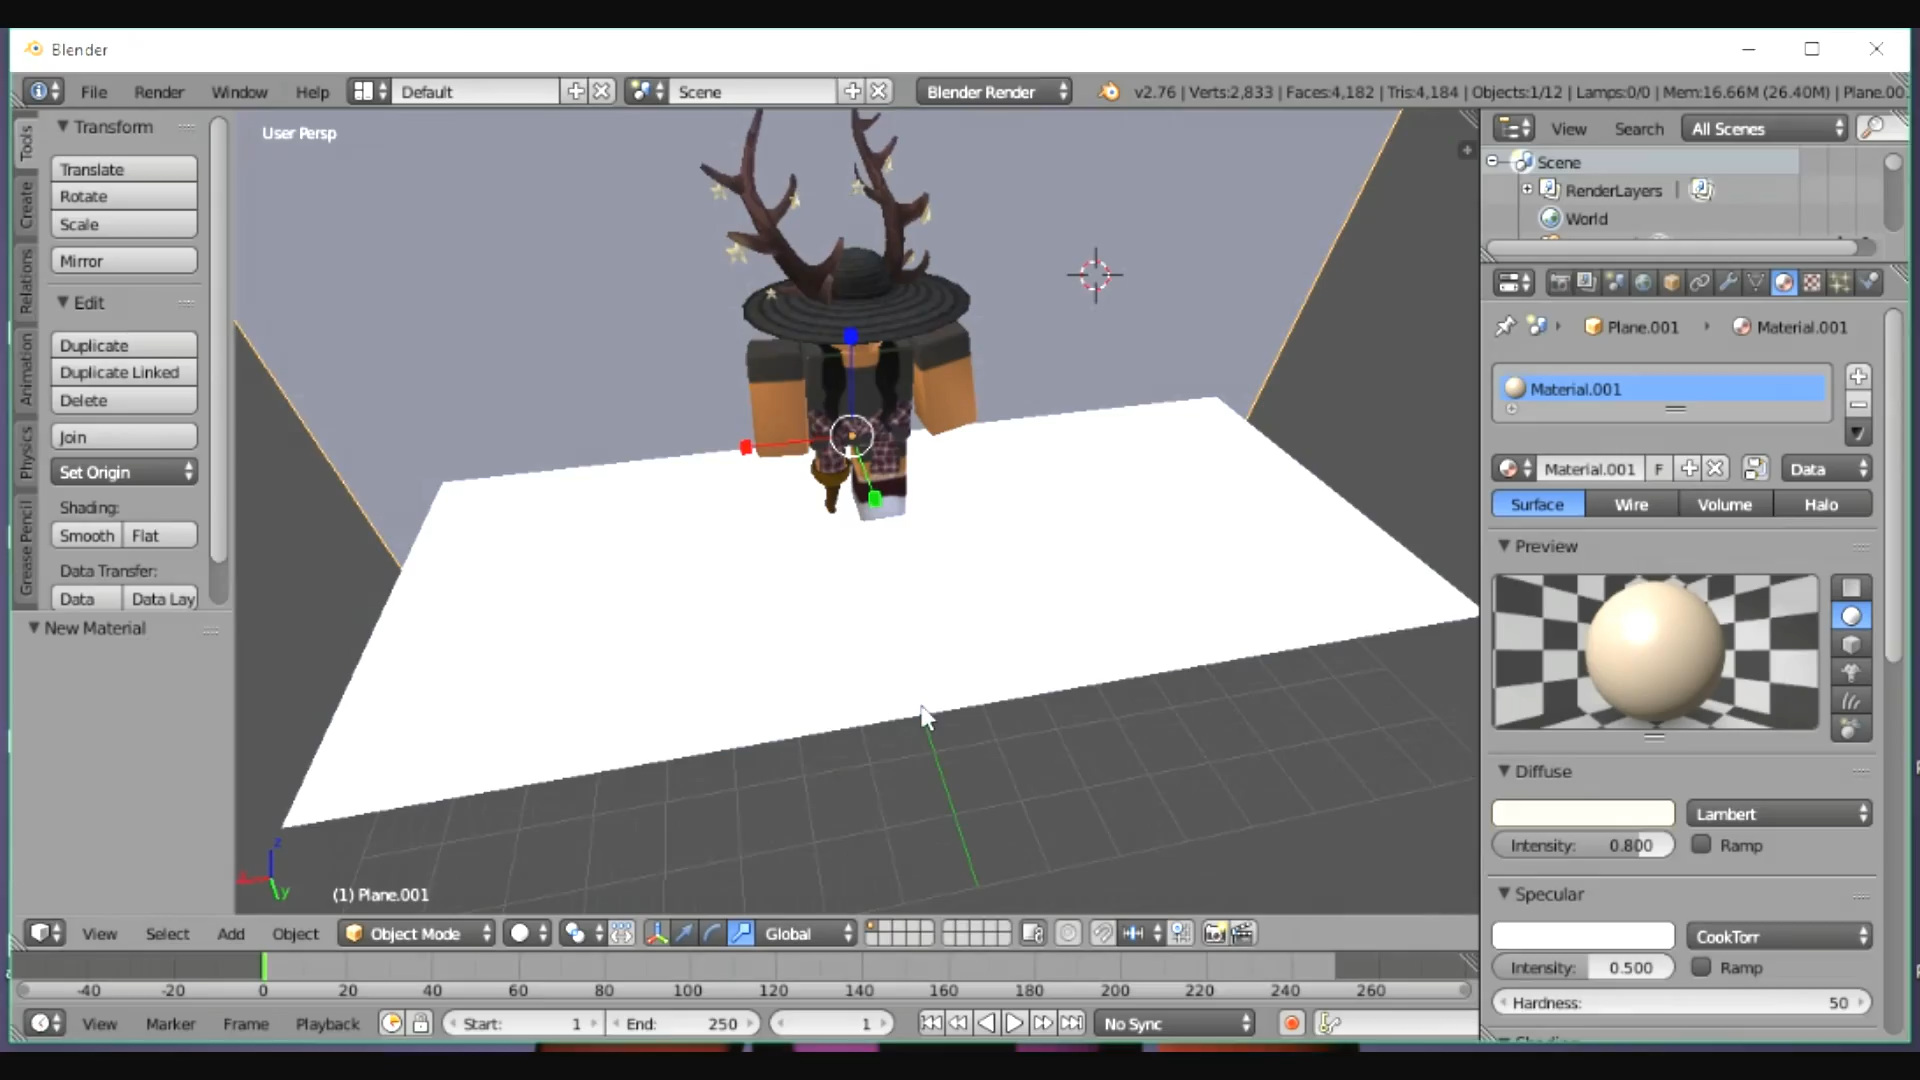 Blender
File Render Window Help Default Scene Blender Render v2.76 | Verts:2,833 | Faces:4,182 | Tris:4,184 | Objects:1/12 | Lamps:0/0 | Mem:16.66M (26.40M) | Plane.00
Tools
Create
Relations
Animation
Physics
Grease Pencil
Transform
Translate
Rotate
Scale
Mirror
Edit
Duplicate
Duplicate Linked
Delete
Join
Set Origin
Shading:
Smooth Flat
Data Transfer:
Data Data Lay
New Material
User Persp
z
y
(1) Plane.001
View Select Add Object Object Mode Global
-40 -20 0 20 40 60 80 100 120 140 160 180 200 220 240 260
View Marker Frame Playback Start: 1 End: 250 1 No Sync
View Search All Scenes
Scene
RenderLayers |
World
Plane.001 Material.001
Material.001
Material.001 F Data
Surface Wire Volume Halo
Preview
Diffuse
Lambert
Intensity: 0.800 Ramp
Specular
CookTorr
Intensity: 0.500 Ramp
Hardness: 50